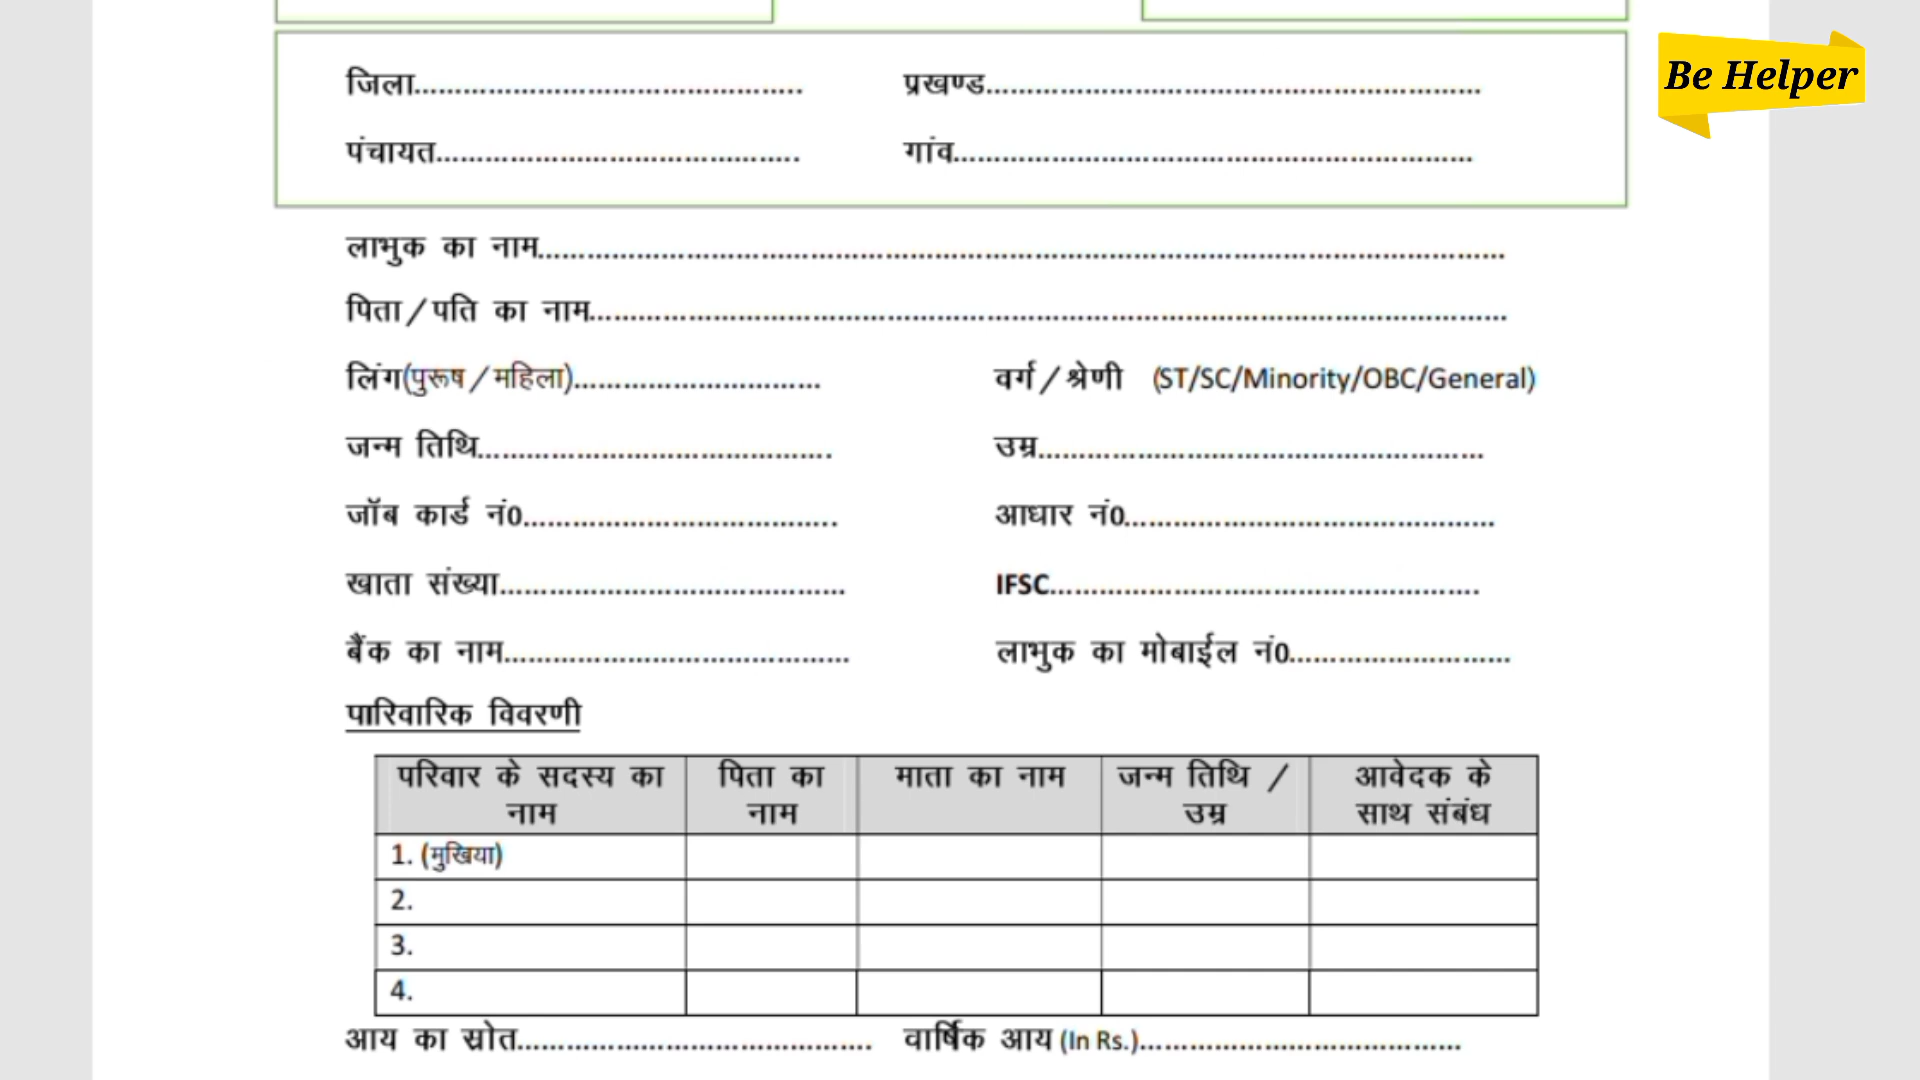 Be Helper
जिला................................................ प्रखण्ड.............................................................
पंचायत............................................. गांव................................................................
लाभुक का नाम........................................................................................................................
पिता/पति का नाम..................................................................................................................
लिंग(पुरूष/महिला)............................... वर्ग/श्रेणी (ST/SC/Minority/OBC/General)
जन्म तिथि............................................ उम्र.......................................................
जॉब कार्ड नं0....................................... आधार नं0..............................................
खाता संख्या........................................... IFSC.....................................................
बैंक का नाम........................................... लाभुक का मोबाईल नं0...........................
पारिवारिक विवरणी
परिवार के सदस्य का नाम पिता का नाम माता का नाम जन्म तिथि / उम्र आवेदक के साथ संबंध
1. (मुखिया)
2.
3.
4.
आय का स्रोत............................................ वार्षिक आय (In Rs.)........................................